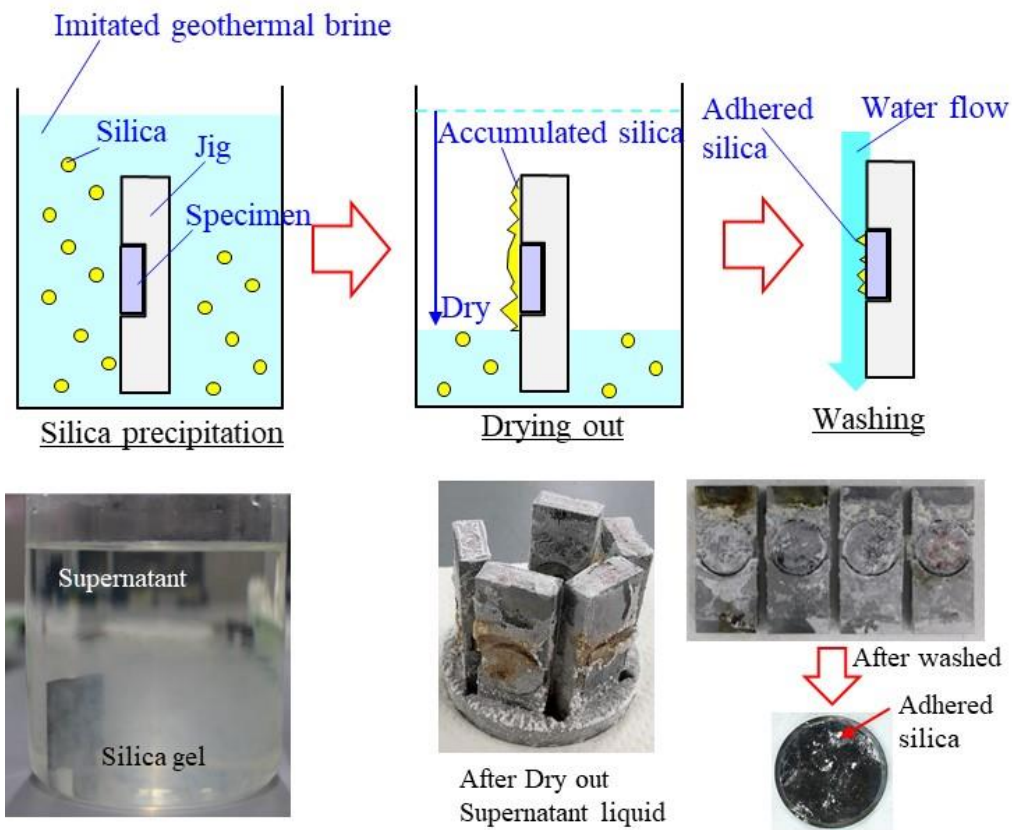 Imitated geothermal brine
Silica
Jig
Specimen
Silica precipitation
Accumulated silica
Dry
Drying out
Adhered
silica
Water flow
Washing
Supernatant
Silica gel
After Dry out
Supernatant liquid
After washed
Adhered
silica